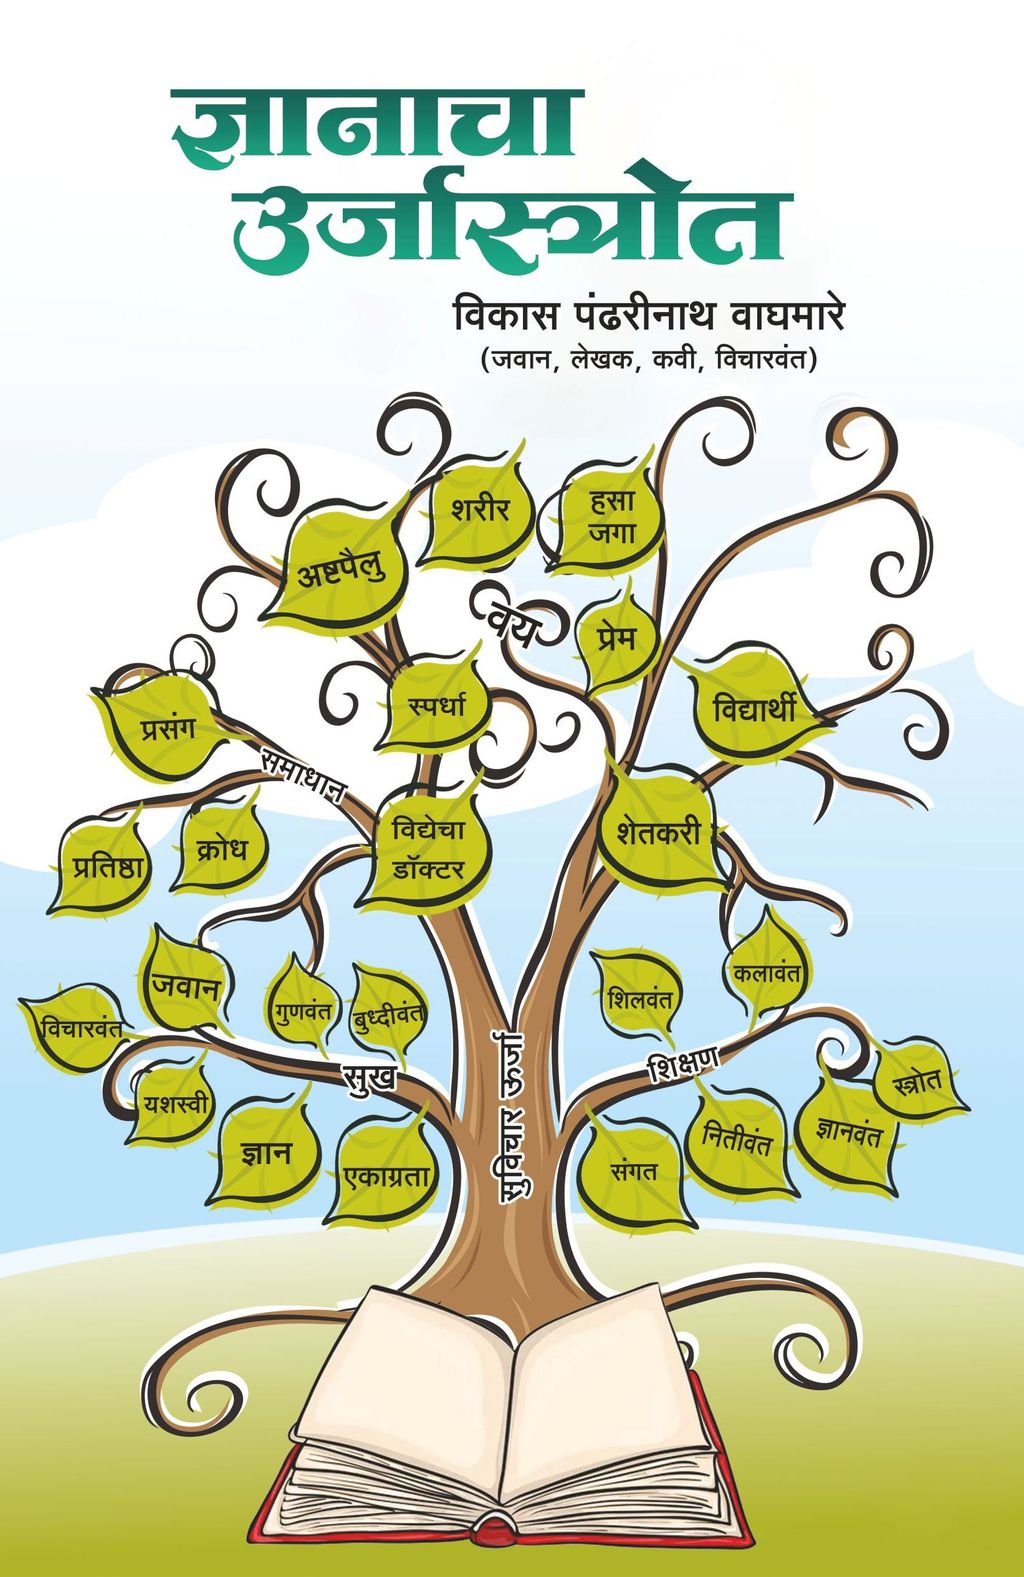 ज्ञानाचा
उर्जास्त्रोत
विकास पंढरीनाथ वाघमारे
(जवान, लेखक, कवी, विचारवंत)
शरीर
हसा
जगा
अष्टपैलु
वय
प्रेम
स्पर्धा
विद्यार्थी
प्रसंग
समाधान
विद्येचा
डॉक्टर
शेतकरी
प्रतिष्ठा
क्रोध
जवान
गुणवंत
बुध्दीवंत
शिलवंत
कलावंत
विचारवंत
सुख
शिक्षण
स्त्रोत
यशस्वी
ज्ञान
एकाग्रता
सुविचार ऊर्जा
संगत
नितीवंत
ज्ञानवंत